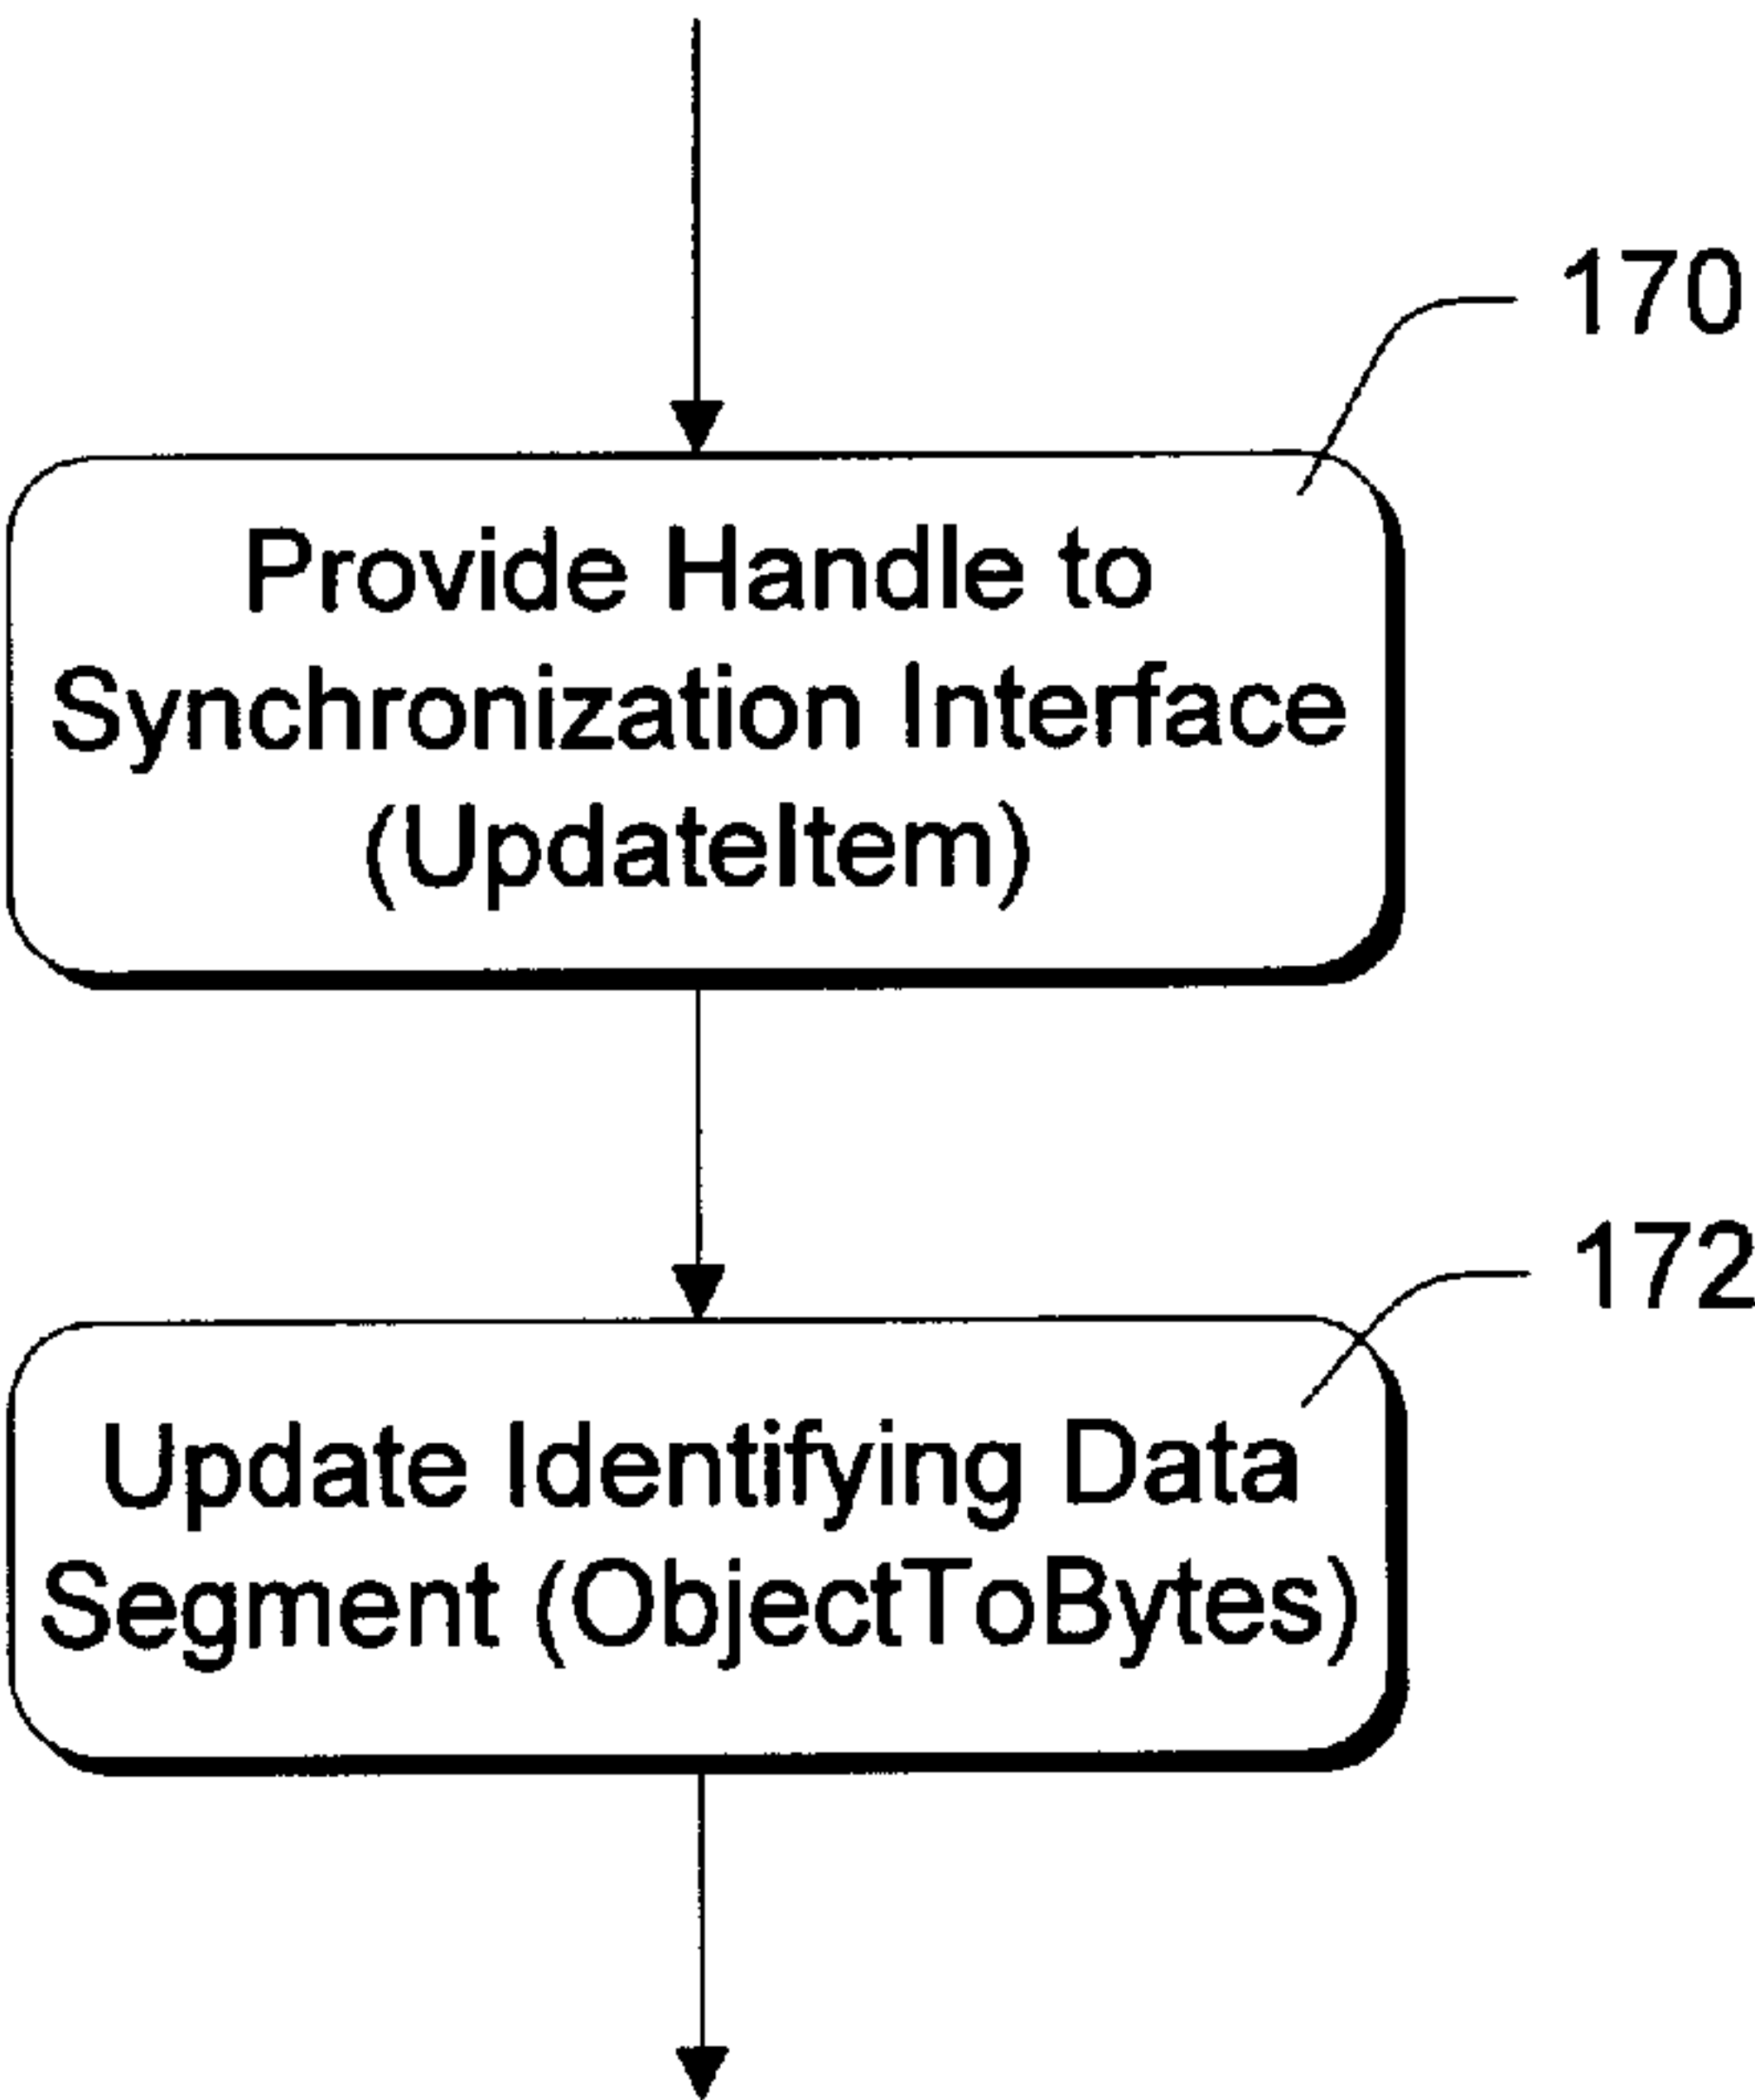 170
Provide Handle to
Synchronization Interface
(UpdateItem)
172
Update Identifying Data
Segment (ObjectToBytes)